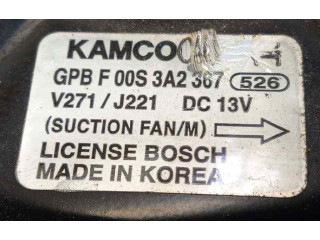 KAMCO
GPB F 00S 3A2 367 526
V271 / J221 DC 13V
(SUCTION FAN/M)
LICENSE BOSCH
MADE IN KOREA